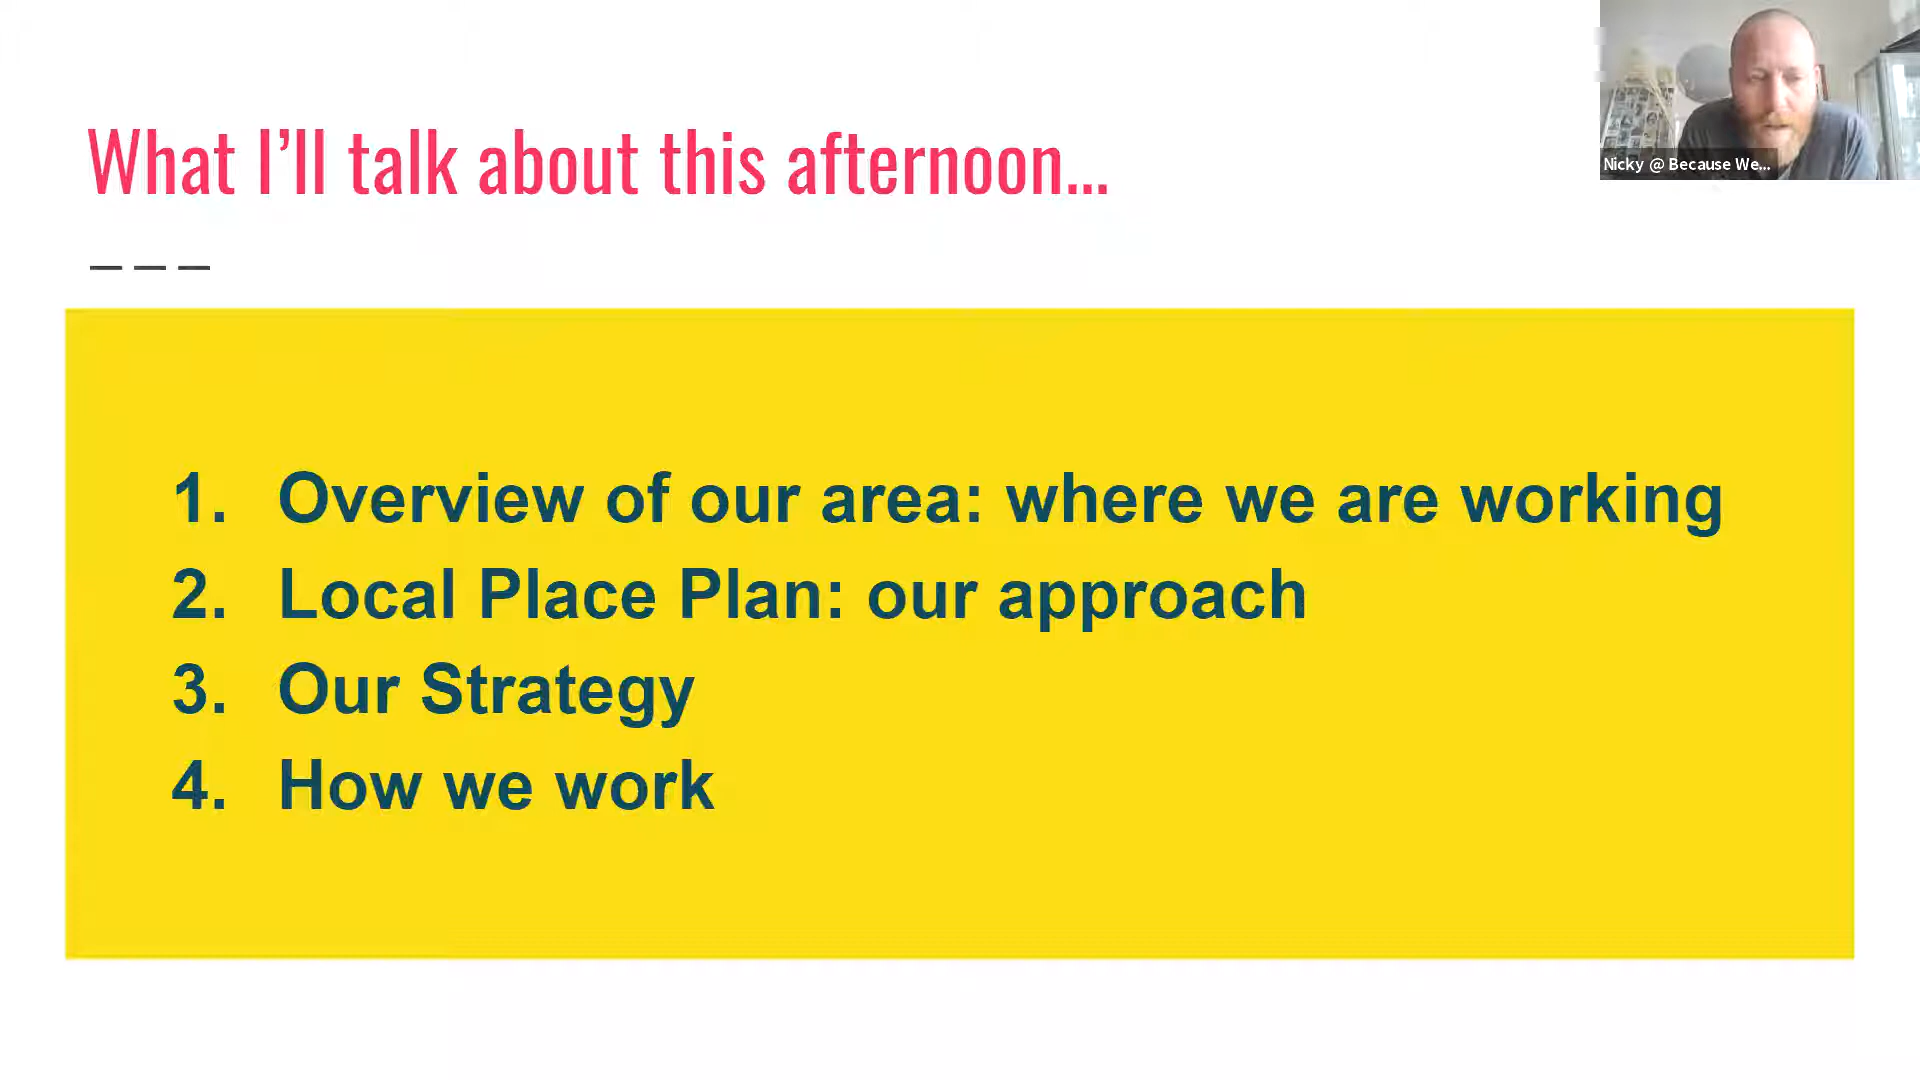 What I’ll talk about this afternoon...
Nicky @ Because We...
1. Overview of our area: where we are working
2. Local Place Plan: our approach
3. Our Strategy
4. How we work